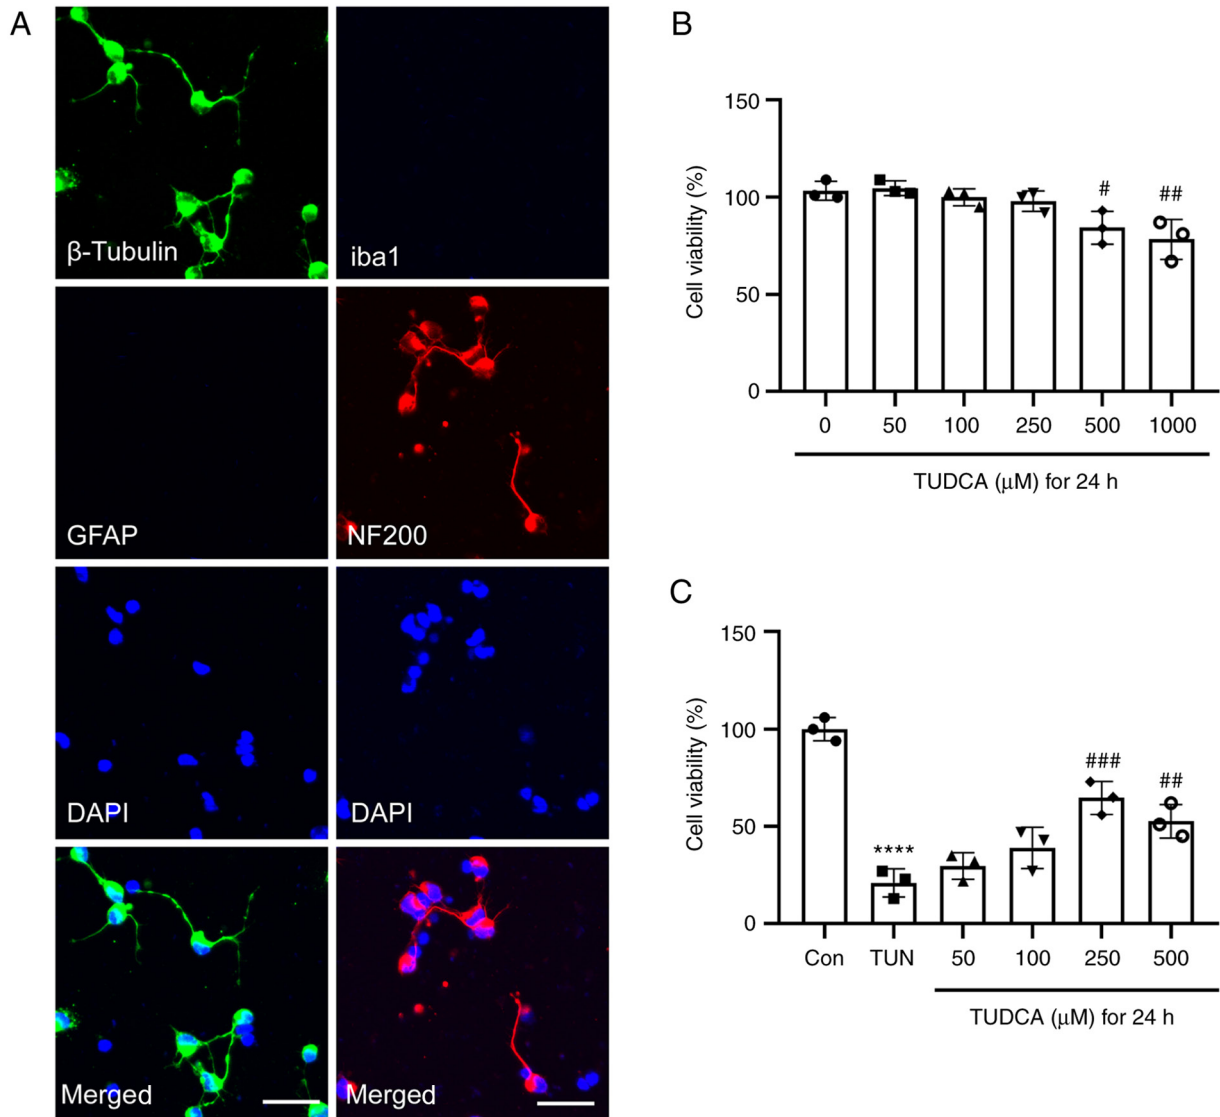 A
β-Tubulin
iba1
GFAP
NF200
DAPI
DAPI
Merged
Merged
B
Cell viability (%)
150
100
50
0
#
##
0 50 100 250 500 1000
TUDCA (μM) for 24 h
C
Cell viability (%)
150
100
50
0
****
###
##
Con TUN 50 100 250 500
TUDCA (μM) for 24 h